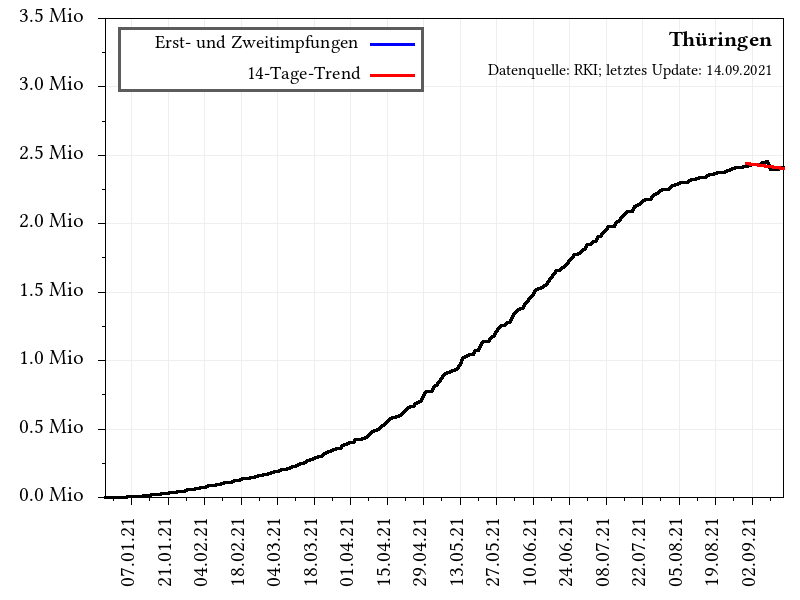 3.5 Mio
3.0 Mio
2.5 Mio
2.0 Mio
1.5 Mio
1.0 Mio
0.5 Mio
0.0 Mio
Erst- und Zweitimpfungen
14-Tage-Trend
Thüringen
Datenquelle: RKI; letztes Update: 14.09.2021
07.01.21
21.01.21
04.02.21
18.02.21
04.03.21
18.03.21
01.04.21
15.04.21
29.04.21
13.05.21
27.05.21
10.06.21
24.06.21
08.07.21
22.07.21
05.08.21
19.08.21
02.09.21